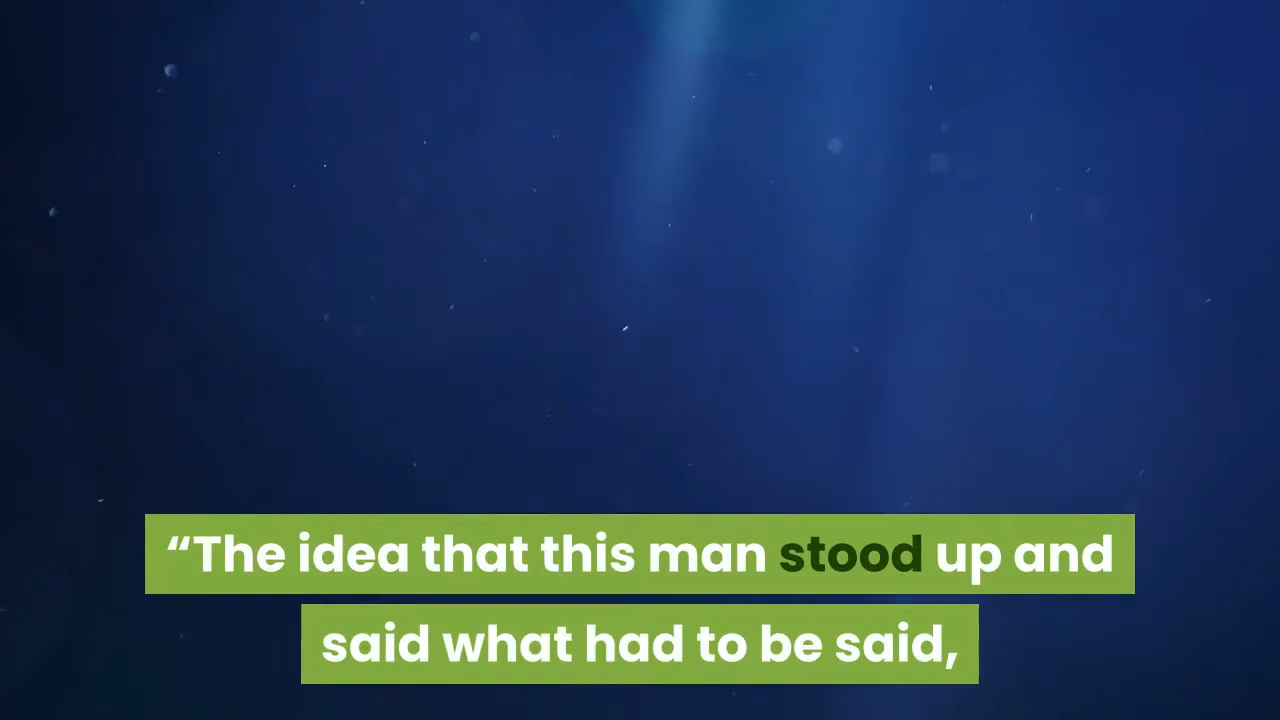 “The idea that this man stood up and
said what had to be said,